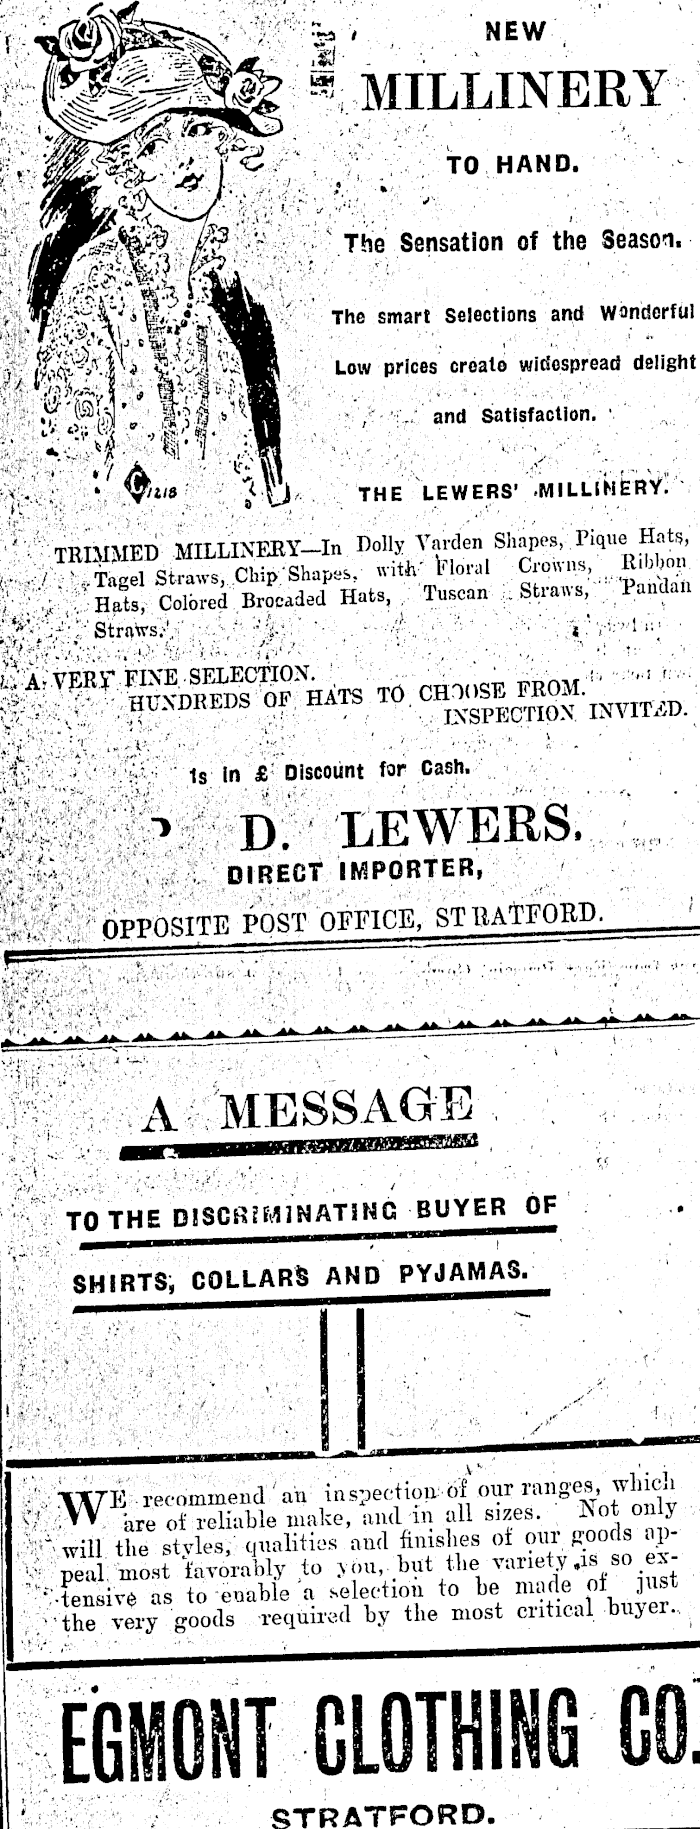 NEW
MILLINERY
TO HAND.
The Sensation of the Season.
The smart Selections and Wonderful
Low prices create widespread delight
and Satisfaction.
THE LEWERS' MILLINERY.
C 1218
TRIMMED MILLINERY—In Dolly Varden Shapes, Pique Hats,
Tagel Straws, Chip Shapes, with Floral Crowns, Ribbon
Hats, Colored Brocaded Hats, Tuscan Straws, Pandan
Straws.
A VERY FINE SELECTION.
HUNDREDS OF HATS TO CHOOSE FROM.
INSPECTION INVITED.
1s in £ Discount for Cash.
D. LEWERS.
DIRECT IMPORTER,
OPPOSITE POST OFFICE, STRATFORD.
A MESSAGE
TO THE DISCRIMINATING BUYER OF
SHIRTS, COLLARS AND PYJAMAS.
WE recommend an inspection of our ranges, which
are of reliable make, and in all sizes. Not only
will the styles, qualities and finishes of our goods ap-
peal most favorably to you, but the variety is so ex-
tensive as to enable a selection to be made of just
the very goods required by the most critical buyer.
EGMONT CLOTHING CO.
STRATFORD.